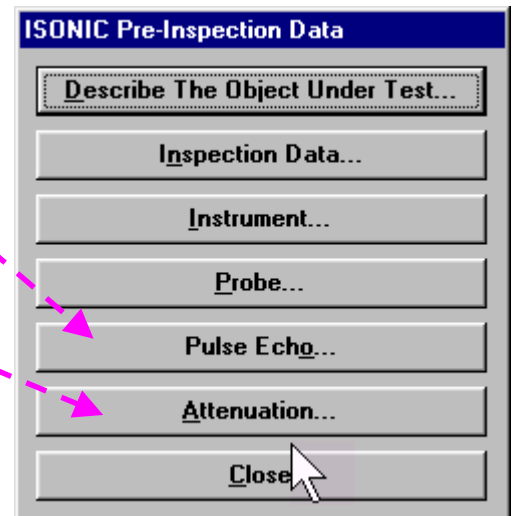 ISONIC Pre-Inspection Data
Describe The Object Under Test...
Inspection Data...
Instrument...
Probe...
Pulse Echo...
Attenuation...
Close